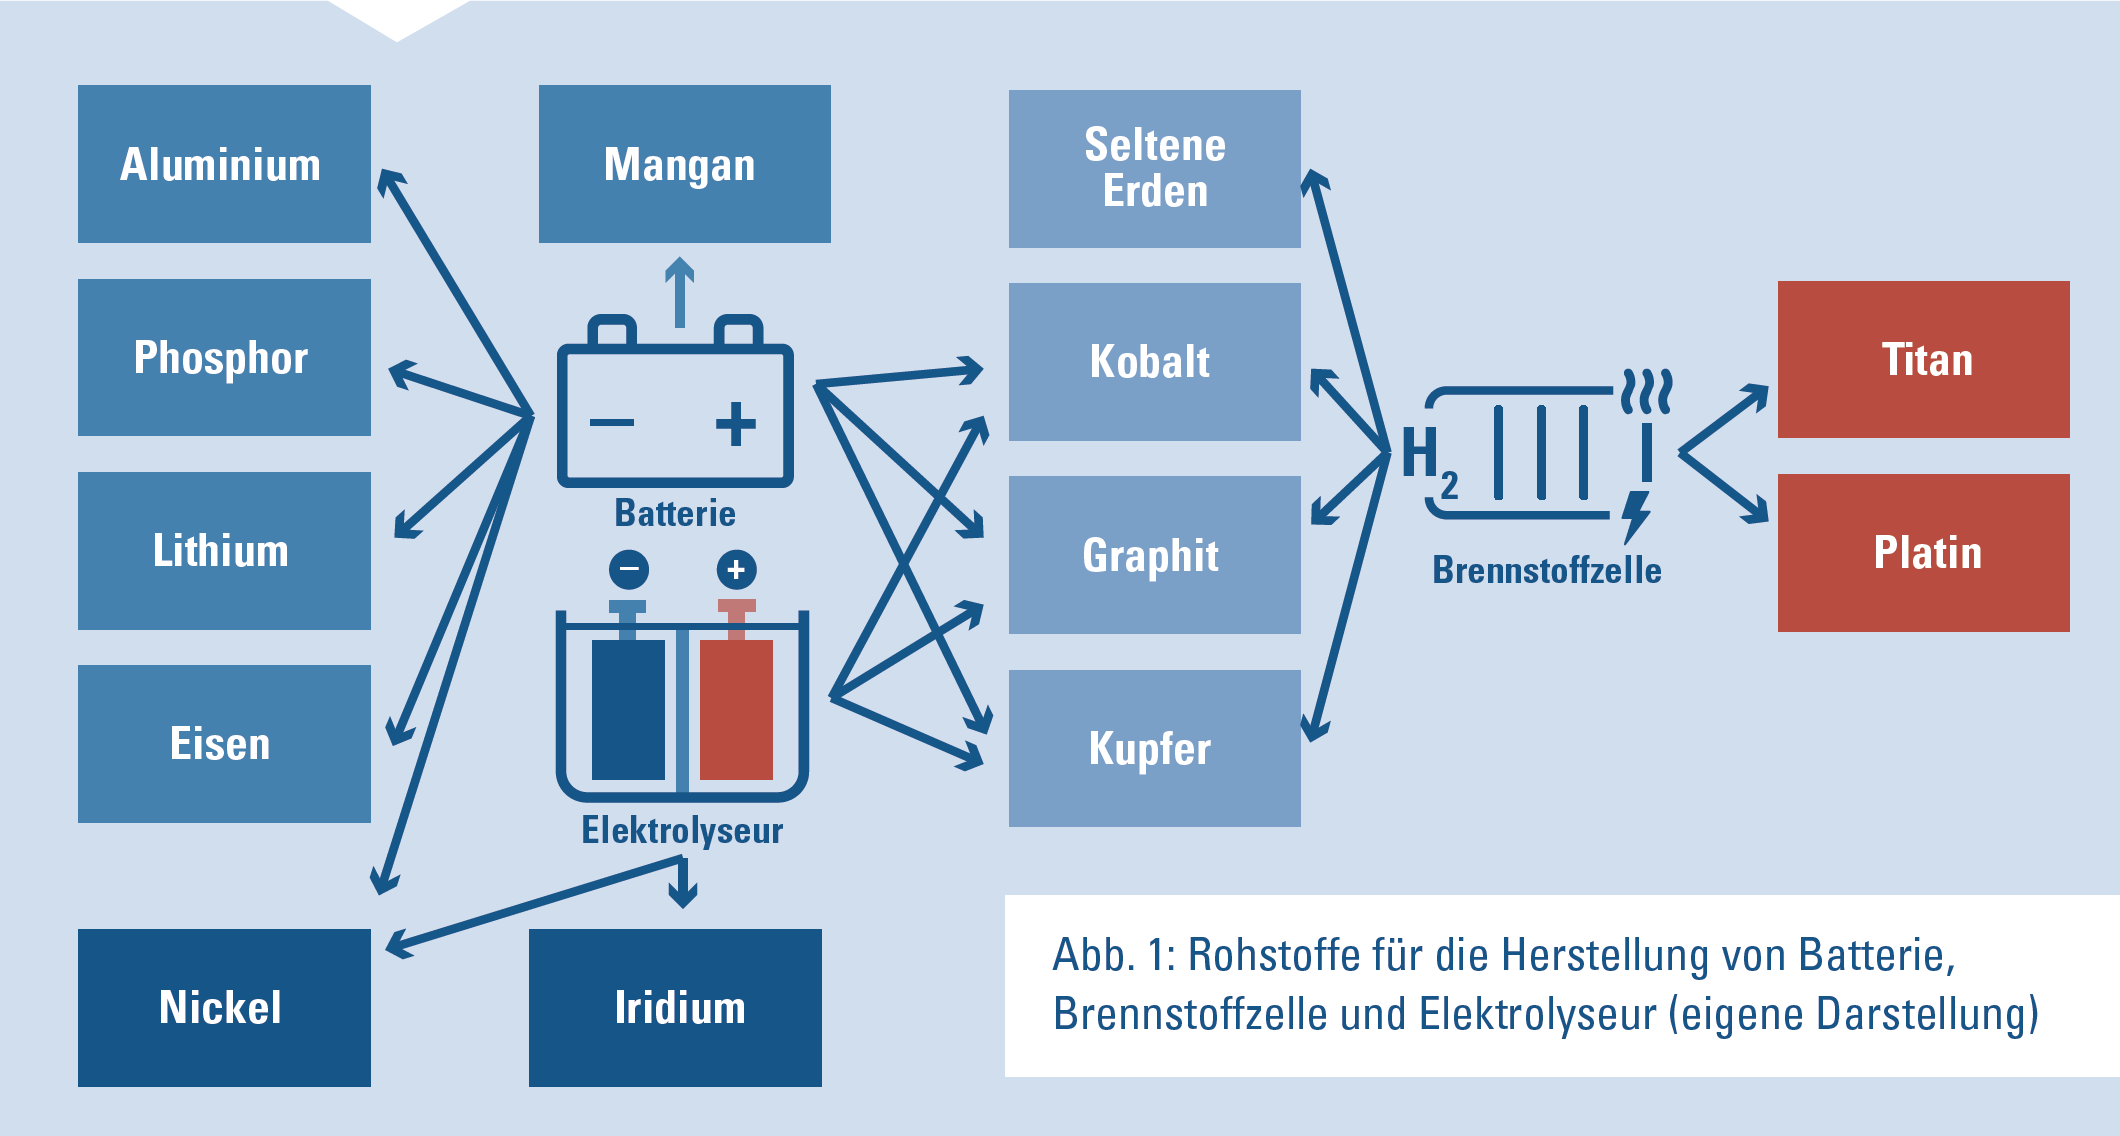 Aluminium
Mangan
Seltene
Erden
Phosphor
Kobalt
Titan
− +
Batterie
H2
Lithium
Graphit
Brennstoffzelle
Platin
− +
Eisen
Kupfer
Elektrolyseur
Nickel
Iridium
Abb. 1: Rohstoffe für die Herstellung von Batterie,
Brennstoffzelle und Elektrolyseur (eigene Darstellung)